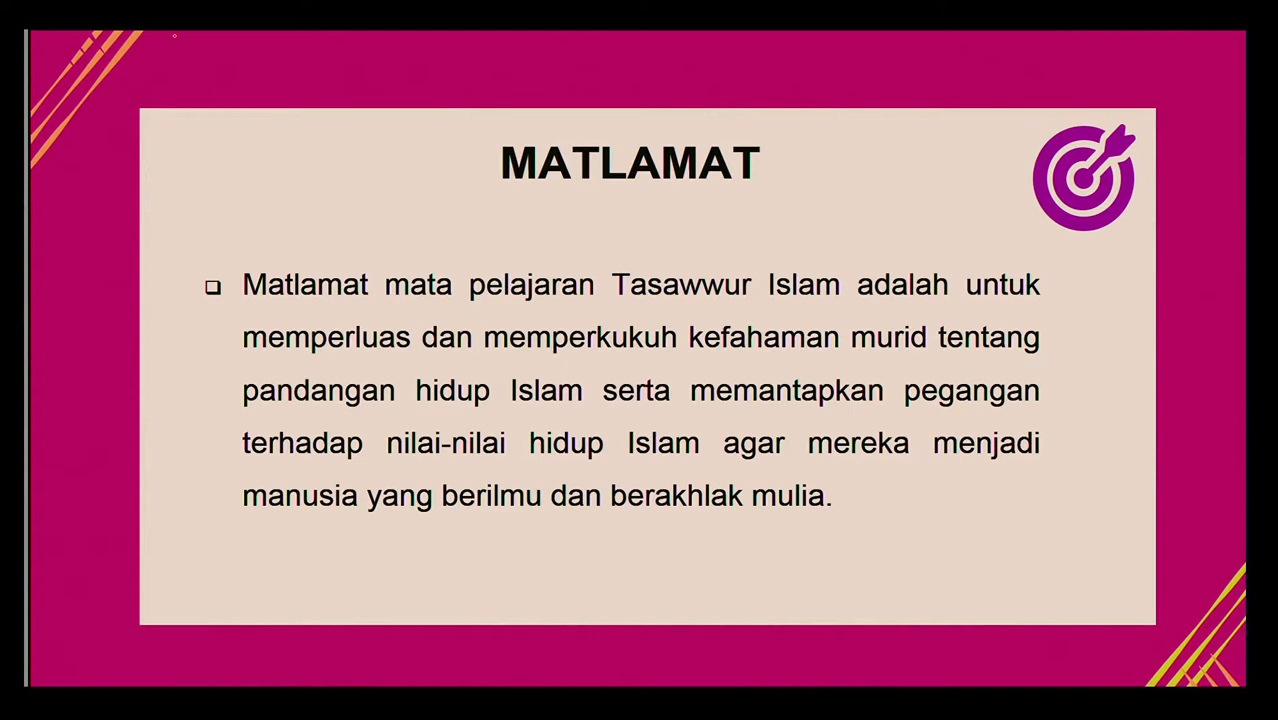 MATLAMAT
Matlamat mata pelajaran Tasawwur Islam adalah untuk
memperluas dan memperkukuh kefahaman murid tentang
pandangan hidup Islam serta memantapkan pegangan
terhadap nilai-nilai hidup Islam agar mereka menjadi
manusia yang berilmu dan berakhlak mulia.